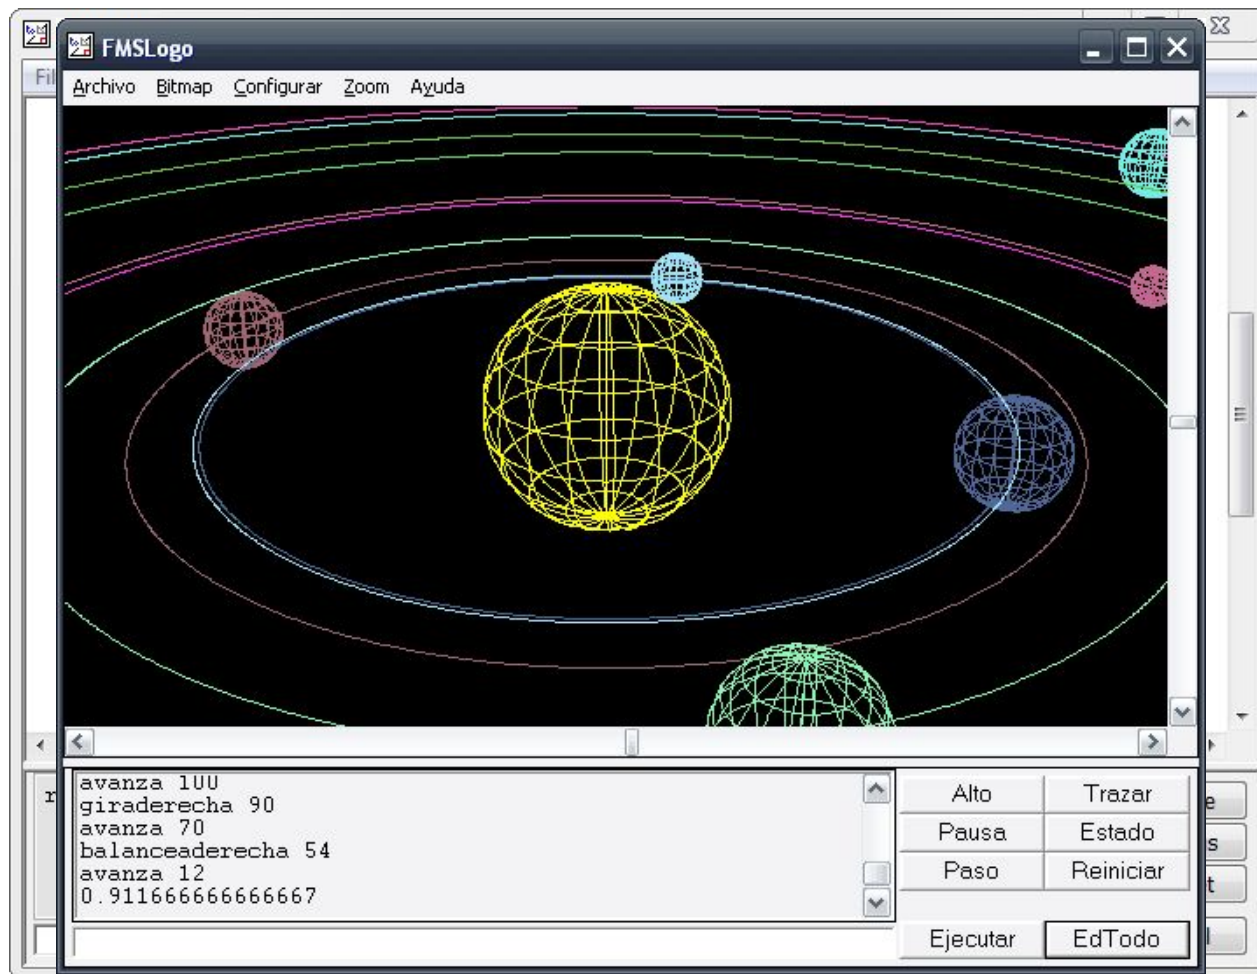 FMSLogo
Fil
Archivo Bitmap Configurar Zoom Ayuda
avanza 100
giraderecha 90
avanza 70
balanceaderecha 54
avanza 12
0.911666666666667
Alto Trazar
Pausa Estado
Paso Reiniciar
Ejecutar EdTodo
r
e
s
t